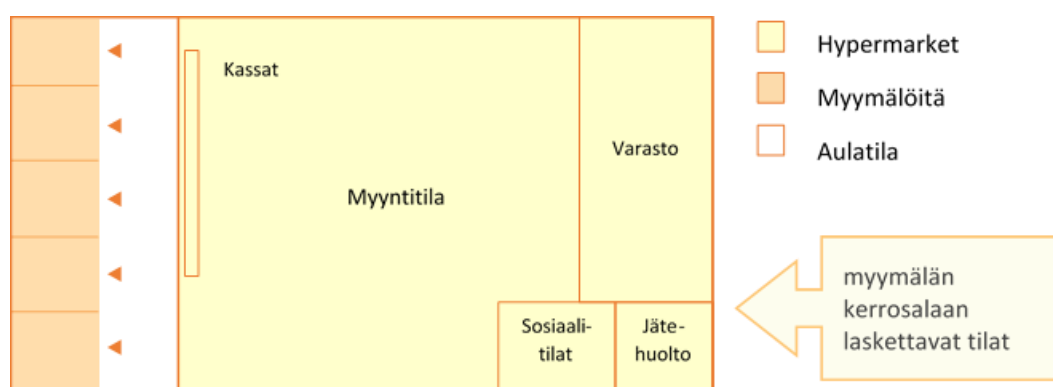 Kassat
Myyntitila
Varasto
Sosiaali-
tilat
Jäte-
huolto
Hypermarket
Myymälöitä
Aulatila
myymälän
kerrosalaan
laskettavat tilat